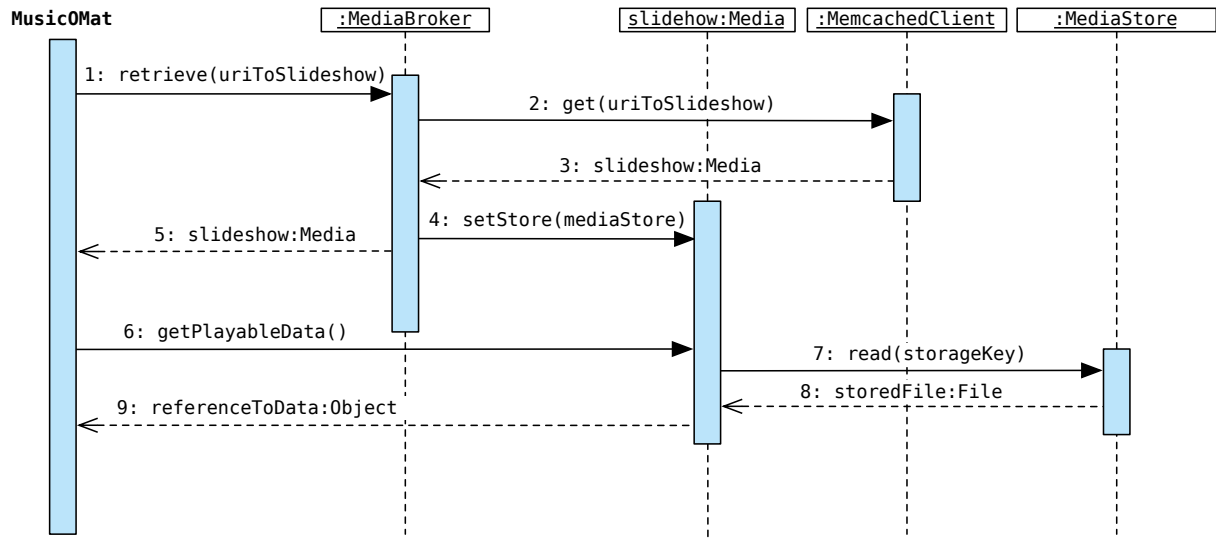 MusicOMat
:MediaBroker
slidehow:Media
:MemcachedClient
:MediaStore
1: retrieve(uriToSlideshow)
2: get(uriToSlideshow)
3: slideshow:Media
4: setStore(mediaStore)
5: slideshow:Media
6: getPlayableData()
7: read(storageKey)
8: storedFile:File
9: referenceToData:Object